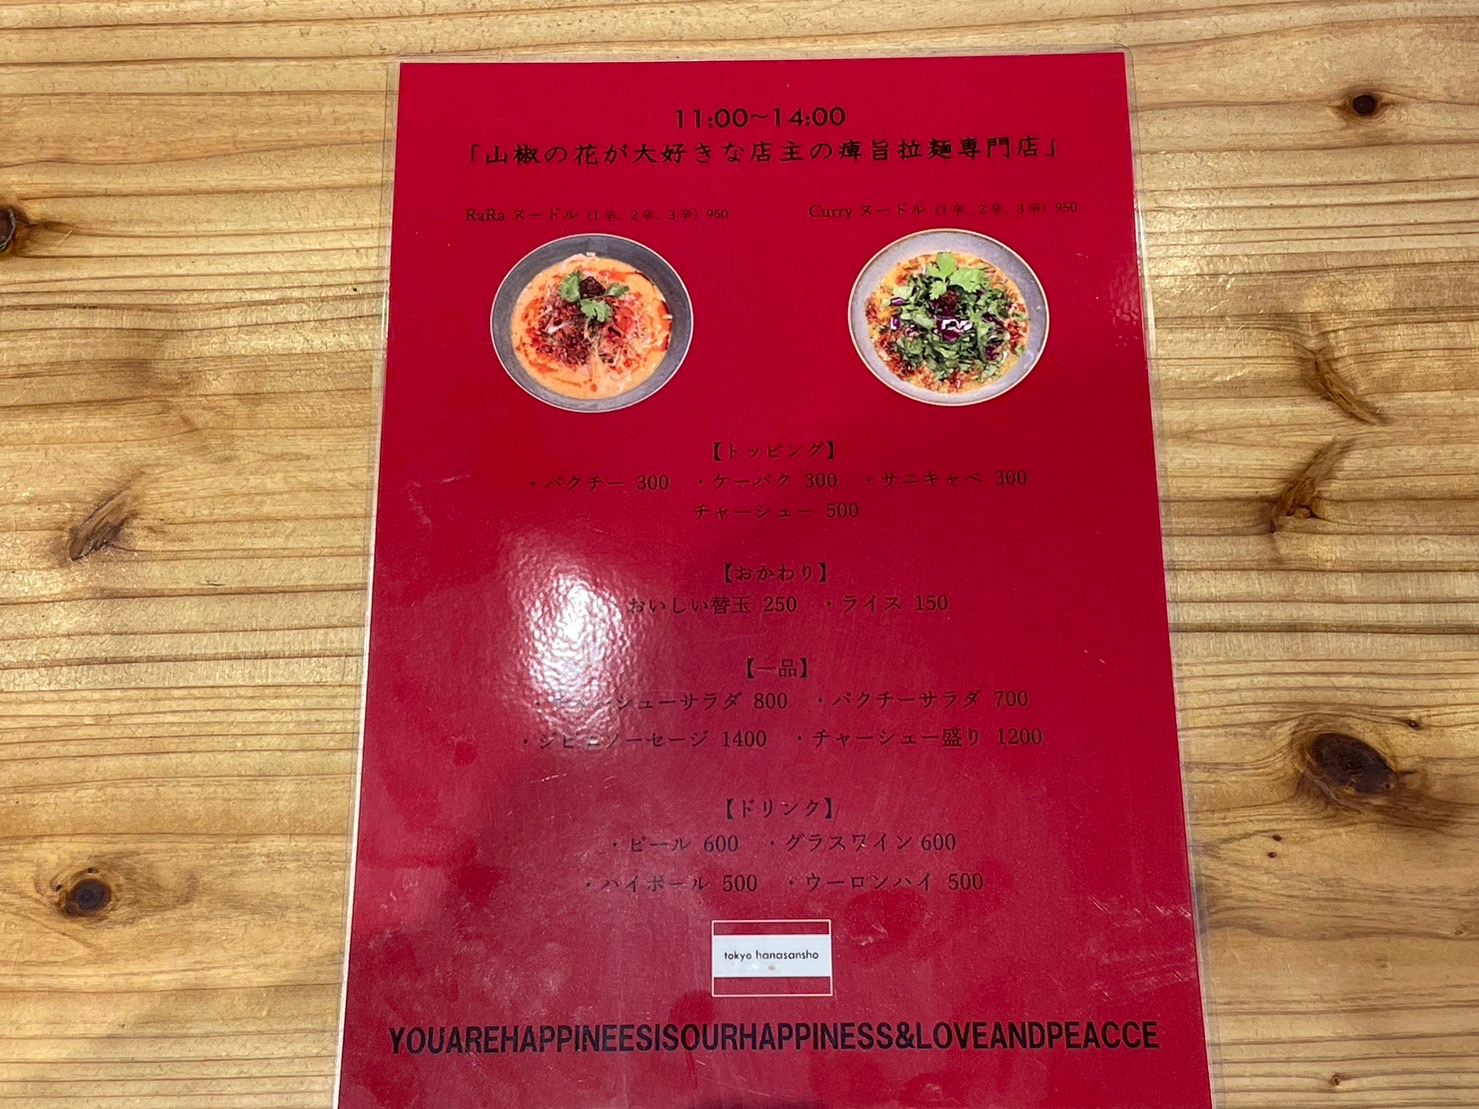 11:00~14:00
「山椒の花が大好きな店主の痺旨拉麺専門店」
RaRa ヌードル（1辛、2辛、3辛）950
Curry ヌードル（1辛、2辛、3辛）950
【トッピング】
・パクチー 300 ・ケーパク 300 ・サニキャベ 300
チャーシュー 500
【おかわり】
おいしい替玉 250 ・ライス 150
【一品】
・チャーシューサラダ 800 ・パクチーサラダ 700
・ジビエソーセージ 1400 ・チャーシュー盛り 1200
【ドリンク】
・ビール 600 ・グラスワイン 600
・ハイボール 500 ・ウーロンハイ 500
tokyo hanasansho
YOUAREHAPPINEESISOURHAPPINESS&LOVEANDPEACCE